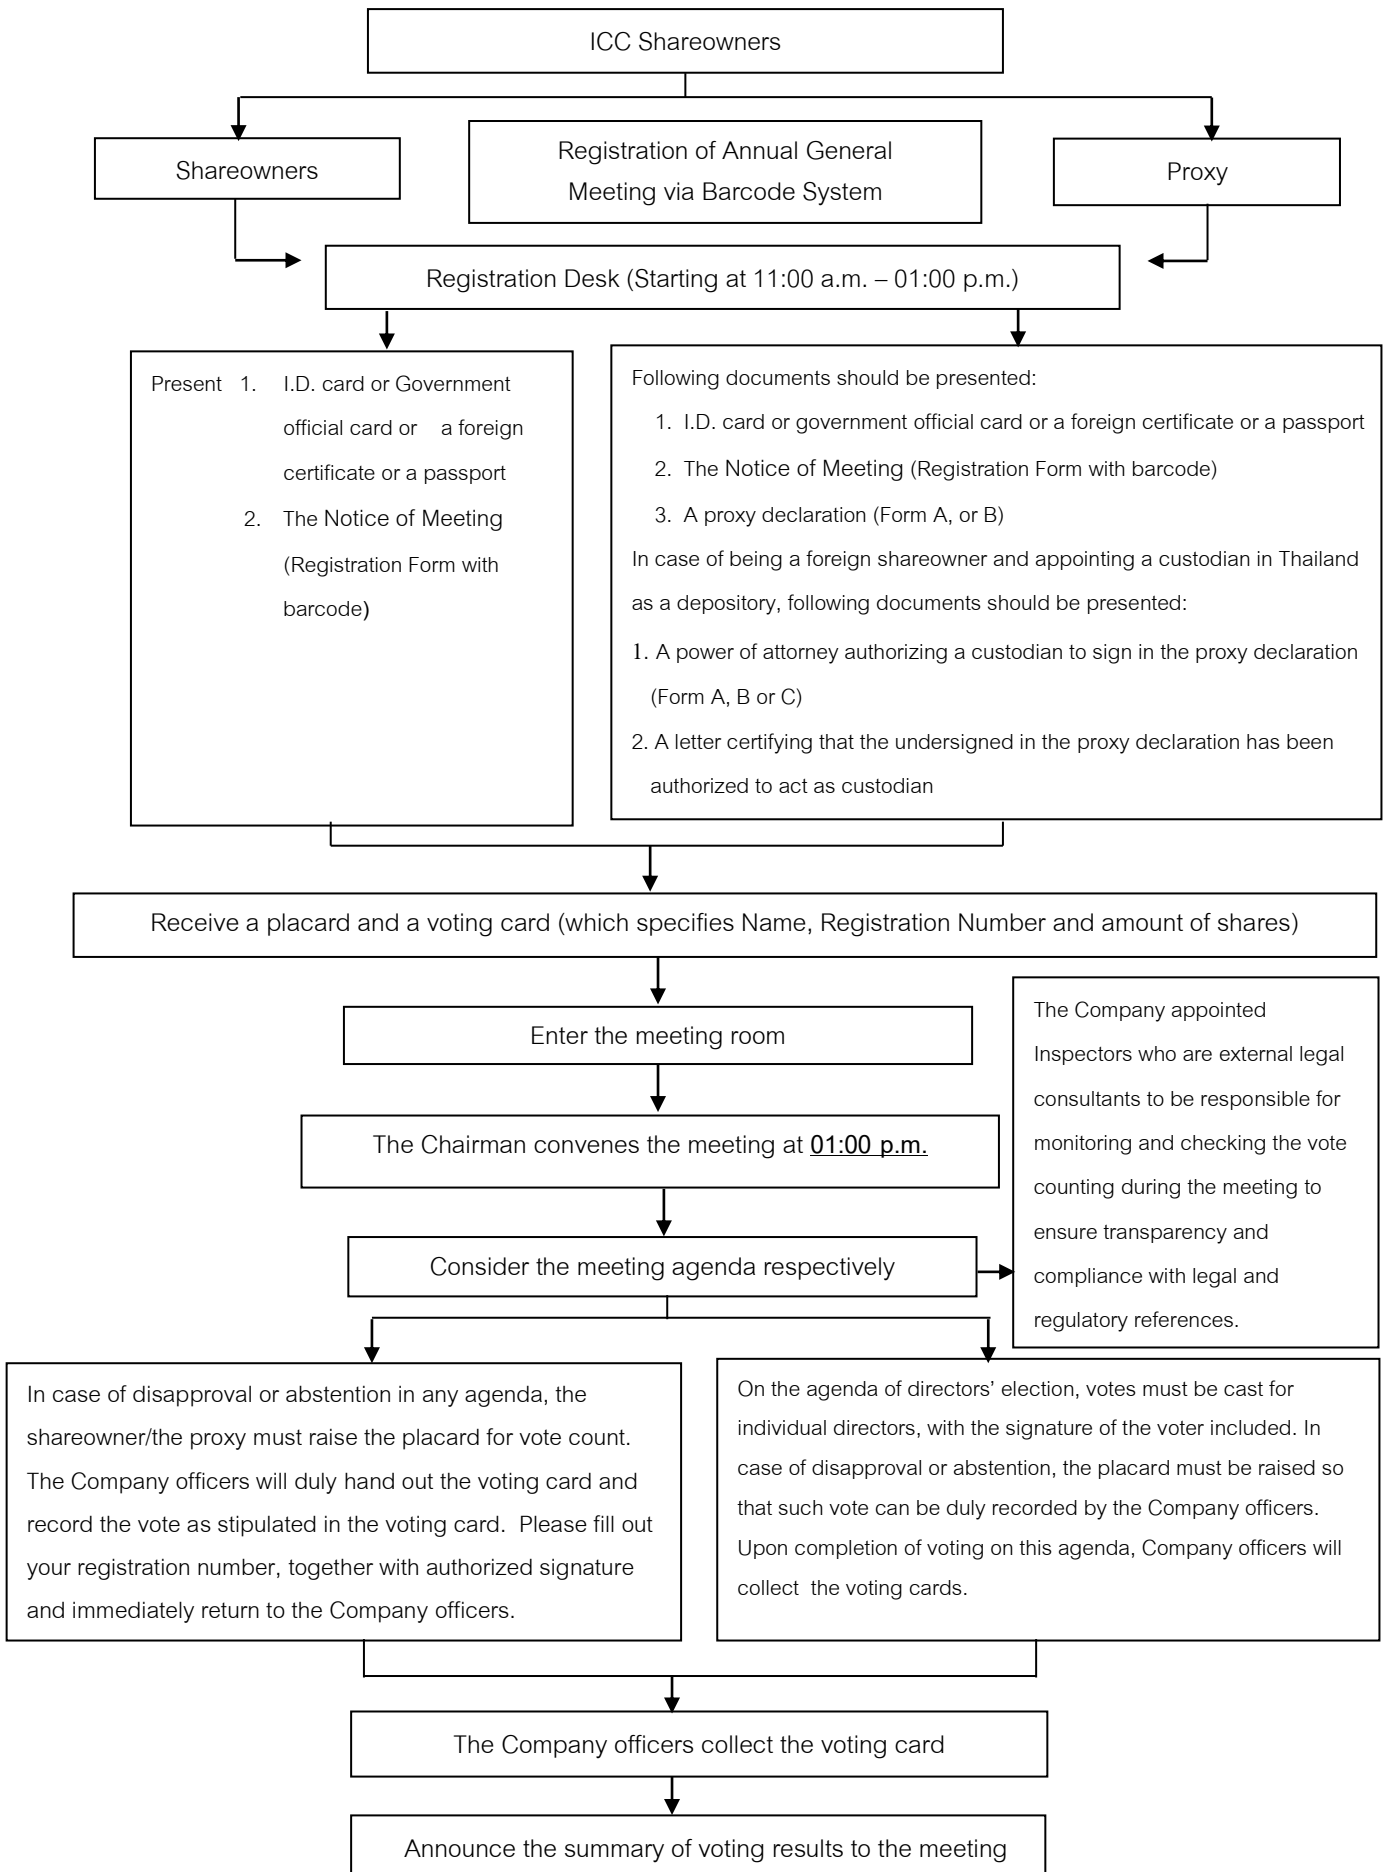 ICC Shareowners
Shareowners
Registration of Annual General
Meeting via Barcode System
Proxy
Registration Desk (Starting at 11:00 a.m. – 01:00 p.m.)
Present 1. I.D. card or Government
official card or a foreign
certificate or a passport
2. The Notice of Meeting
(Registration Form with
barcode)
Following documents should be presented:
1. I.D. card or government official card or a foreign certificate or a passport
2. The Notice of Meeting (Registration Form with barcode)
3. A proxy declaration (Form A, or B)
In case of being a foreign shareowner and appointing a custodian in Thailand
as a depository, following documents should be presented:
1. A power of attorney authorizing a custodian to sign in the proxy declaration
(Form A, B or C)
2. A letter certifying that the undersigned in the proxy declaration has been
authorized to act as custodian
Receive a placard and a voting card (which specifies Name, Registration Number and amount of shares)
Enter the meeting room
The Chairman convenes the meeting at 01:00 p.m.
Consider the meeting agenda respectively
The Company appointed
Inspectors who are external legal
consultants to be responsible for
monitoring and checking the vote
counting during the meeting to
ensure transparency and
compliance with legal and
regulatory references.
In case of disapproval or abstention in any agenda, the
shareowner/the proxy must raise the placard for vote count.
The Company officers will duly hand out the voting card and
record the vote as stipulated in the voting card. Please fill out
your registration number, together with authorized signature
and immediately return to the Company officers.
On the agenda of directors’ election, votes must be cast for
individual directors, with the signature of the voter included. In
case of disapproval or abstention, the placard must be raised so
that such vote can be duly recorded by the Company officers.
Upon completion of voting on this agenda, Company officers will
collect the voting cards.
The Company officers collect the voting card
Announce the summary of voting results to the meeting